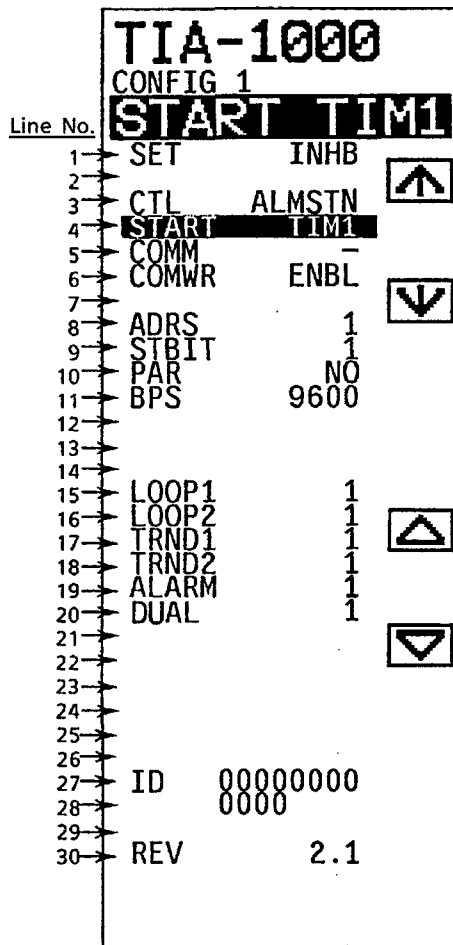 TIA-1000
CONFIG 1
START TIM1
Line No.
1 SET INHB
2
3 CTL ALMSTN
4 START TIM1
5 COMM –
6 COMWR ENBL
7
8 ADRS 1
9 STBIT 1
10 PAR NO
11 BPS 9600
12
13
14
15 LOOP1 1
16 LOOP2 1
17 TRND1 1
18 TRND2 1
19 ALARM 1
20 DUAL 1
21
22
23
24
25
26
27 ID 00000000
28 0000
29
30 REV 2.1